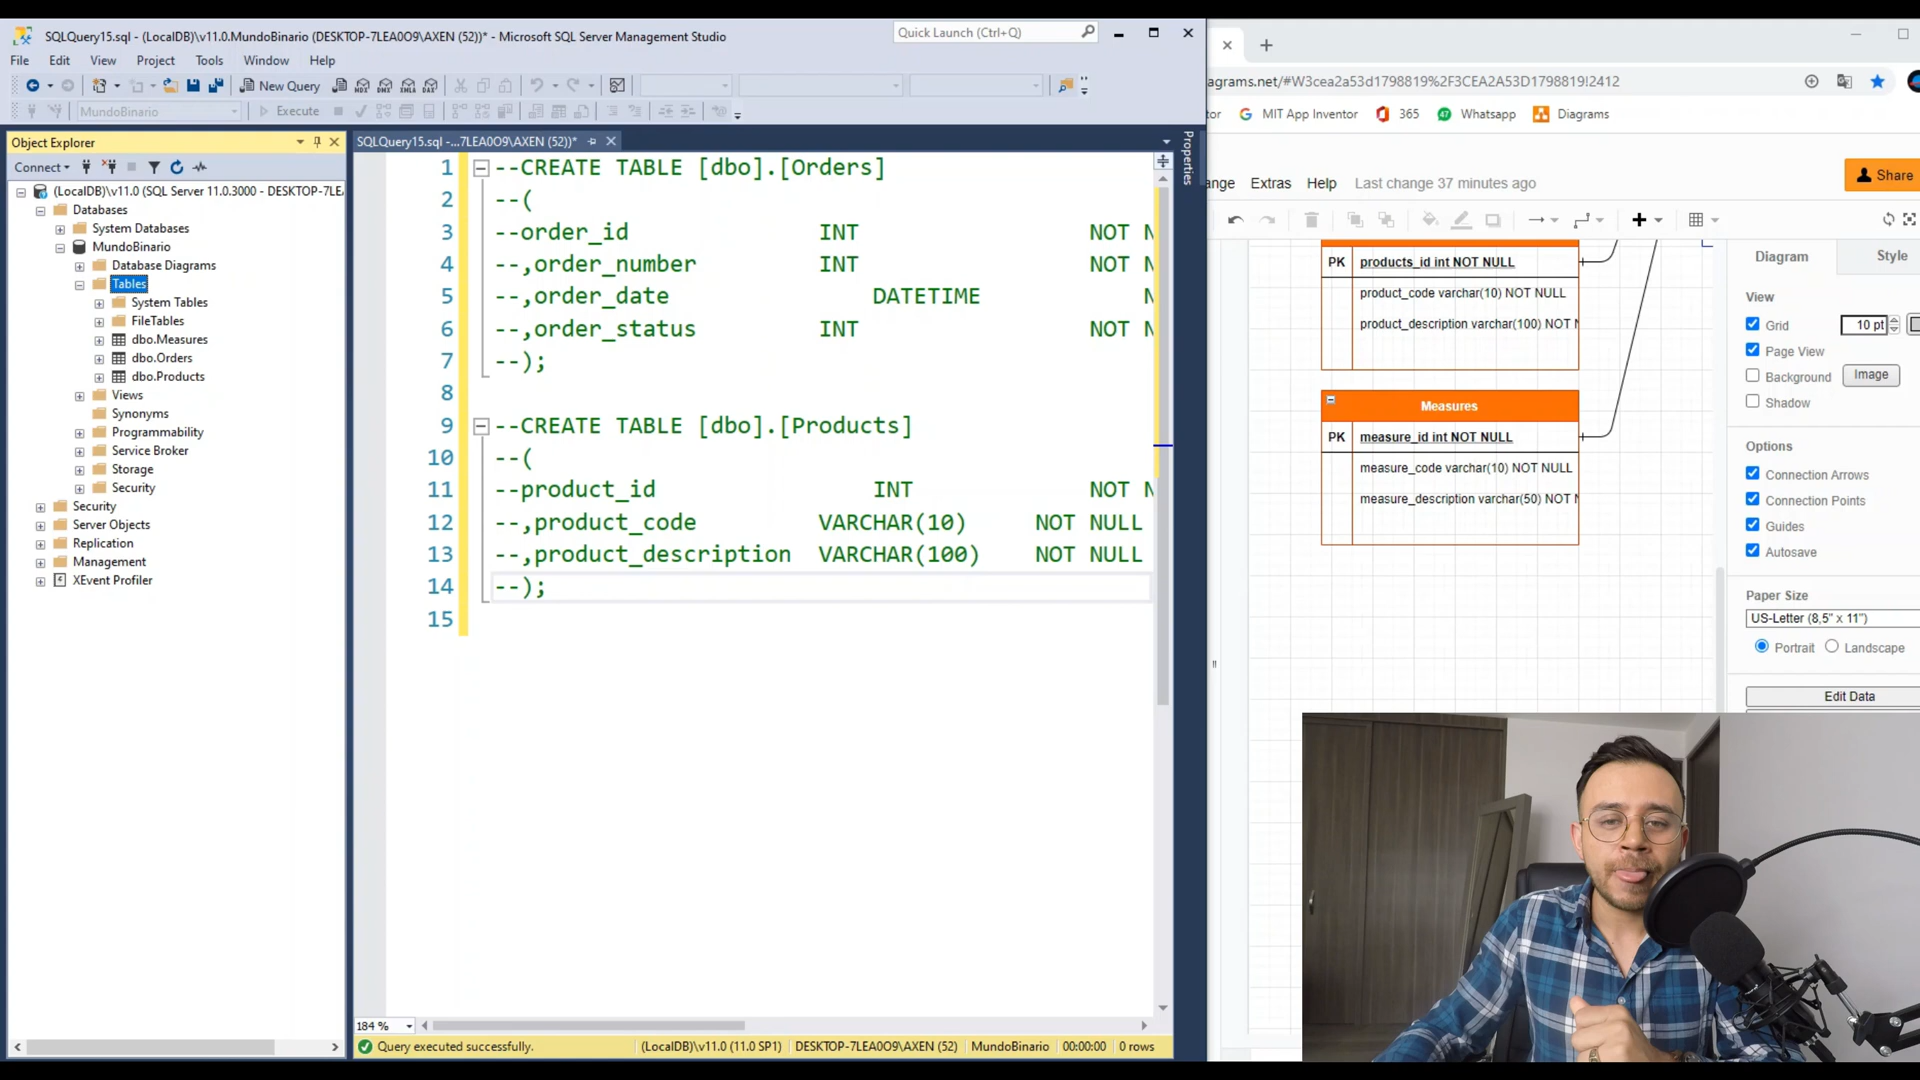 SQLQuery15.sql - (LocalDB)\v11.0.MundoBinario (DESKTOP-7LEA0O9\AXEN (52))* - Microsoft SQL Server Management Studio
Quick Launch (Ctrl+Q)
File Edit View Project Tools Window Help
New Query
MundoBinario
Execute
Object Explorer
Connect
(LocalDB)\v11.0 (SQL Server 11.0.3000 - DESKTOP-7LEA
Databases
System Databases
MundoBinario
Database Diagrams
Tables
System Tables
FileTables
dbo.Measures
dbo.Orders
dbo.Products
Views
Synonyms
Programmability
Service Broker
Storage
Security
Security
Server Objects
Replication
Management
XEvent Profiler
SQLQuery15.sql -...7LEA0O9\AXEN (52))*
Properties
1 --CREATE TABLE [dbo].[Orders]
2 --(
3 --order_id INT NOT N
4 --,order_number INT NOT N
5 --,order_date DATETIME N
6 --,order_status INT NOT N
7 --);
8
9 --CREATE TABLE [dbo].[Products]
10 --(
11 --product_id INT NOT N
12 --,product_code VARCHAR(10) NOT NULL
13 --,product_description VARCHAR(100) NOT NULL
14 --);
15
184 %
Query executed successfully.
(LocalDB)\v11.0 (11.0 SP1)
DESKTOP-7LEA0O9\AXEN (52)
MundoBinario
00:00:00
0 rows
agrams.net/#W3cea2a53d1798819%2F3CEA2A53D1798819!2412
tor
MIT App Inventor
365
Whatsapp
Diagrams
ange Extras Help Last change 37 minutes ago
Share
PK products_id int NOT NULL
product_code varchar(10) NOT NULL
product_description varchar(100) NOT N
Measures
PK measure_id int NOT NULL
measure_code varchar(10) NOT NULL
measure_description varchar(50) NOT N
Diagram Style
View
Grid 10 pt
Page View
Background Image
Shadow
Options
Connection Arrows
Connection Points
Guides
Autosave
Paper Size
US-Letter (8,5" x 11")
Portrait Landscape
Edit Data